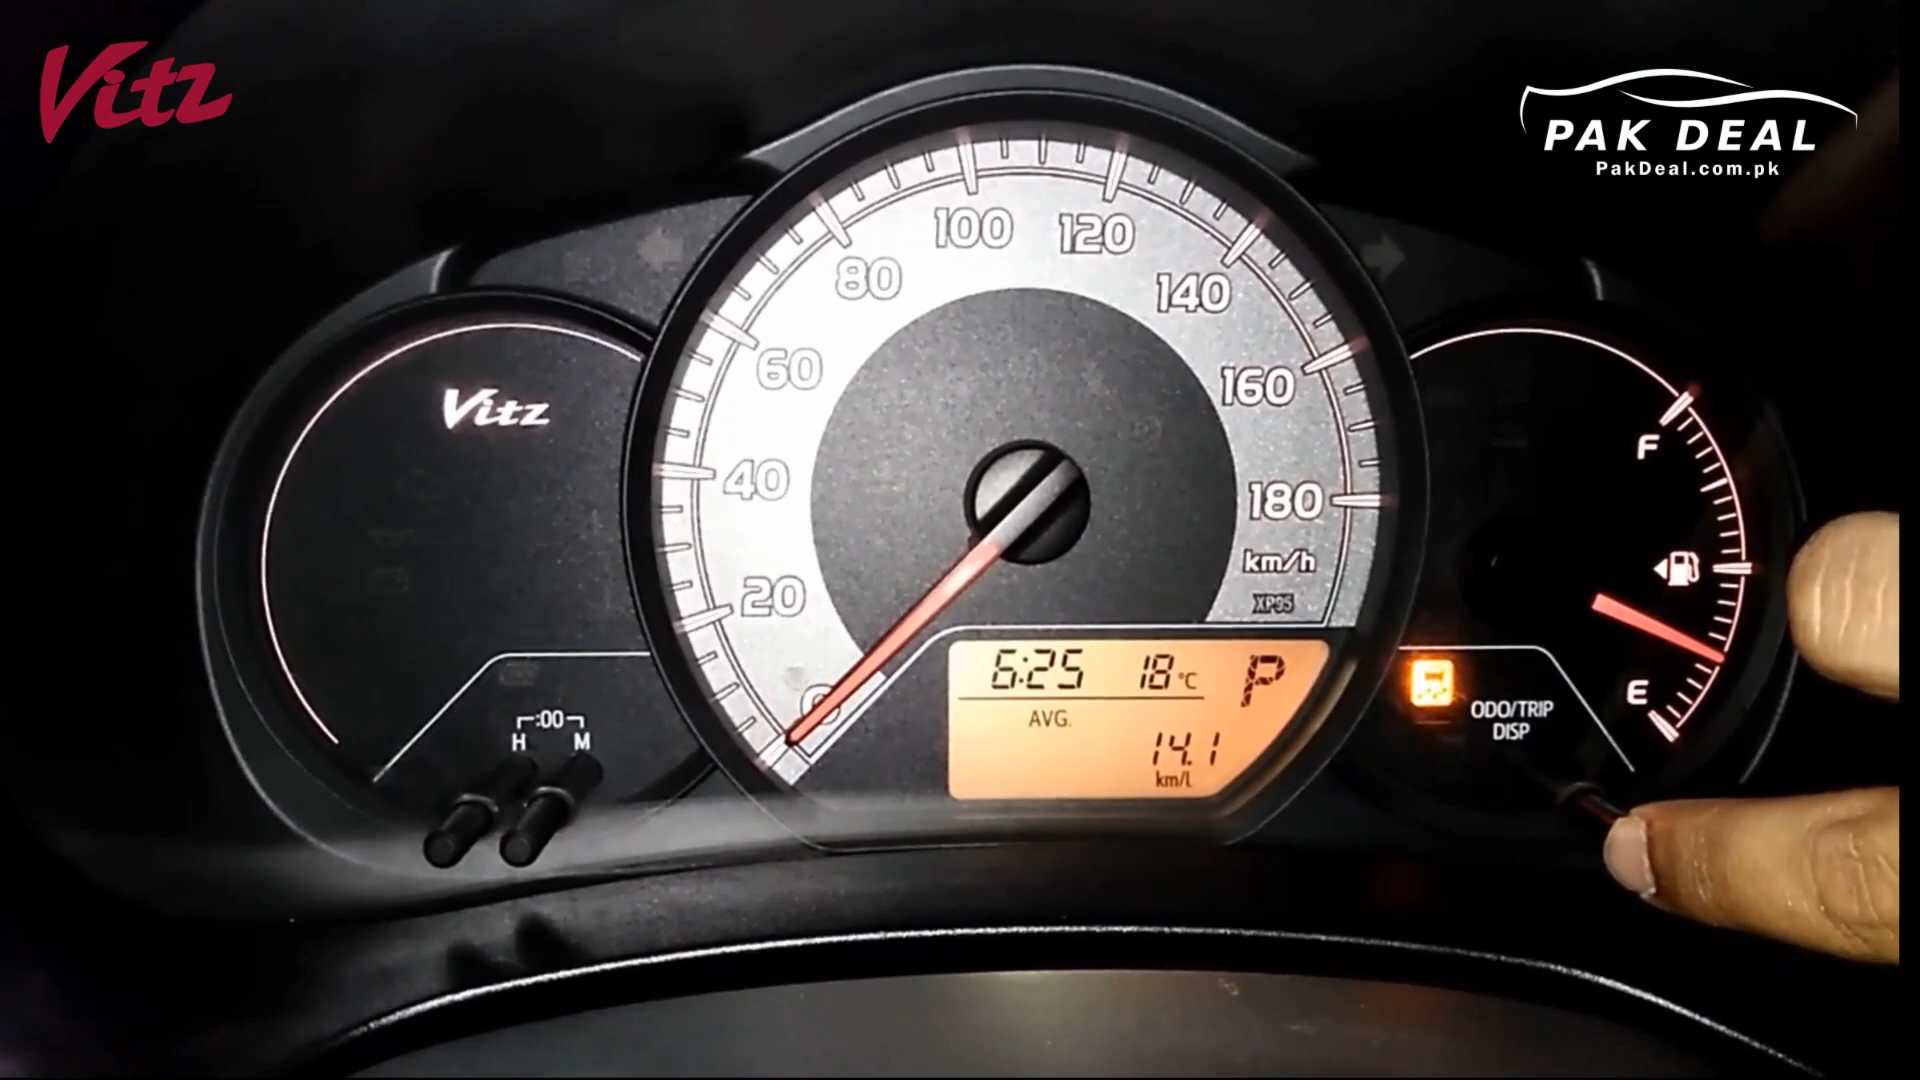 Vitz
PAK DEAL
PakDeal.com.pk
Vitz
100
120
80
140
60
160
40
180
km/h
20
XP95
0
F
E
6:25 18°C P
AVG.
14.1
km/L
:00
H M
ODO/TRIP
DISP